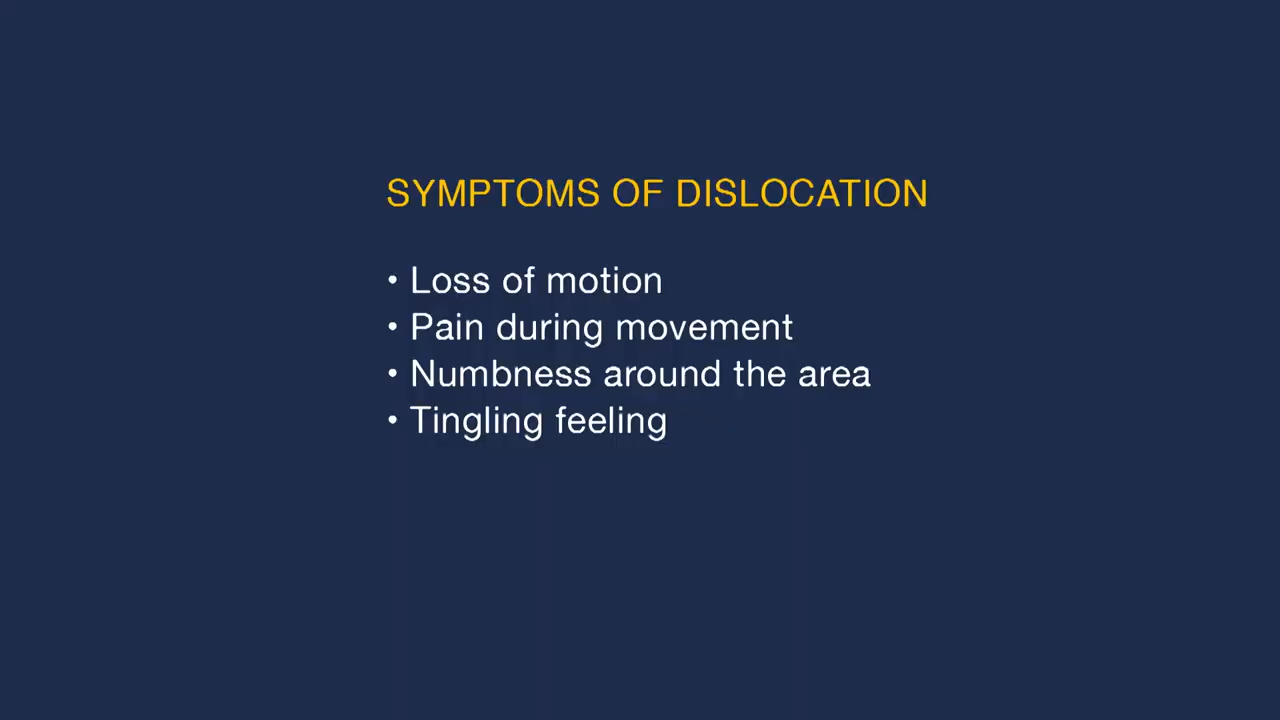 SYMPTOMS OF DISLOCATION
• Loss of motion
• Pain during movement
• Numbness around the area
• Tingling feeling